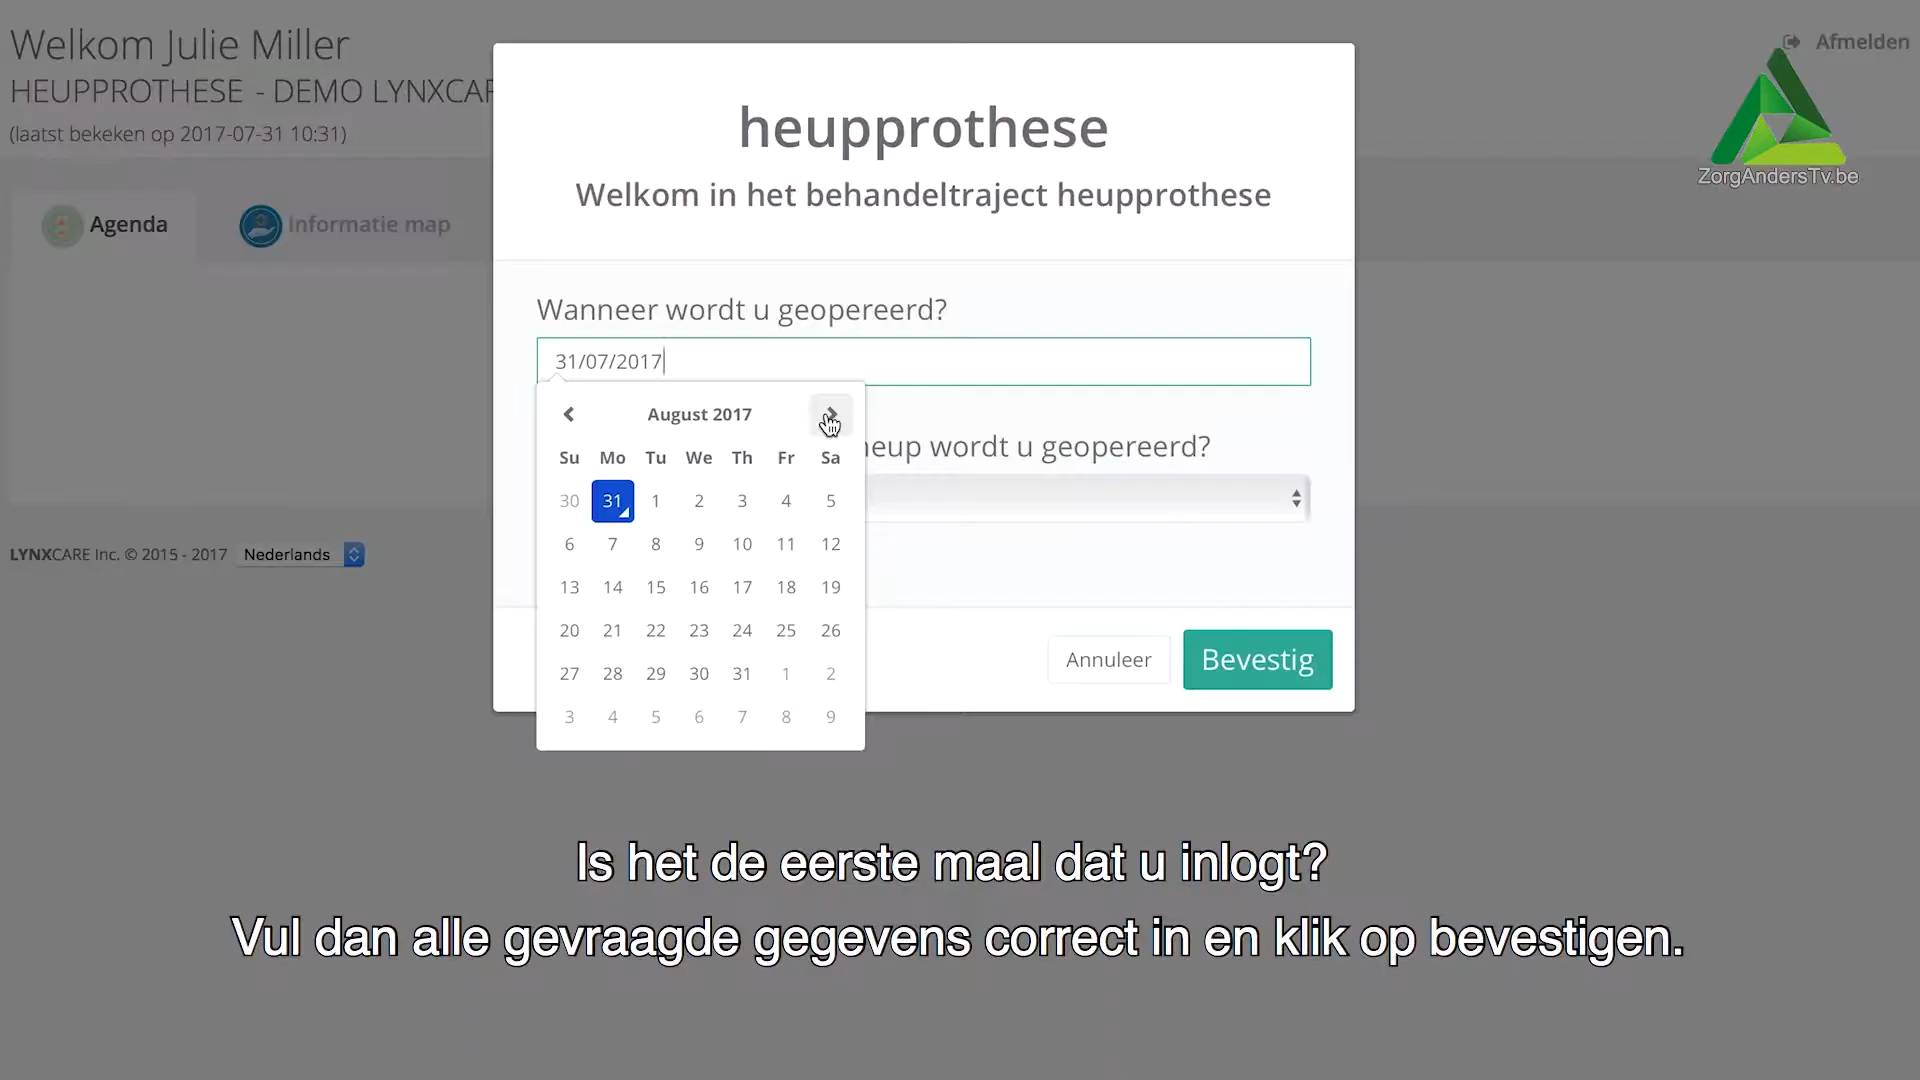 Welkom Julie Miller
HEUPPROTHESE - DEMO LYNXCAR
(laatst bekeken op 2017-07-31 10:31)
Afmelden
ZorgAndersTv.be
Agenda
Informatie map
heupprothese
Welkom in het behandeltraject heupprothese
Wanneer wordt u geopereerd?
31/07/2017
August 2017
Su Mo Tu We Th Fr Sa
30 31 1 2 3 4 5
6 7 8 9 10 11 12
13 14 15 16 17 18 19
20 21 22 23 24 25 26
27 28 29 30 31 1 2
3 4 5 6 7 8 9
heup wordt u geopereerd?
Annuleer
Bevestig
LYNXCARE Inc. © 2015 - 2017 Nederlands
Is het de eerste maal dat u inlogt?
Vul dan alle gevraagde gegevens correct in en klik op bevestigen.